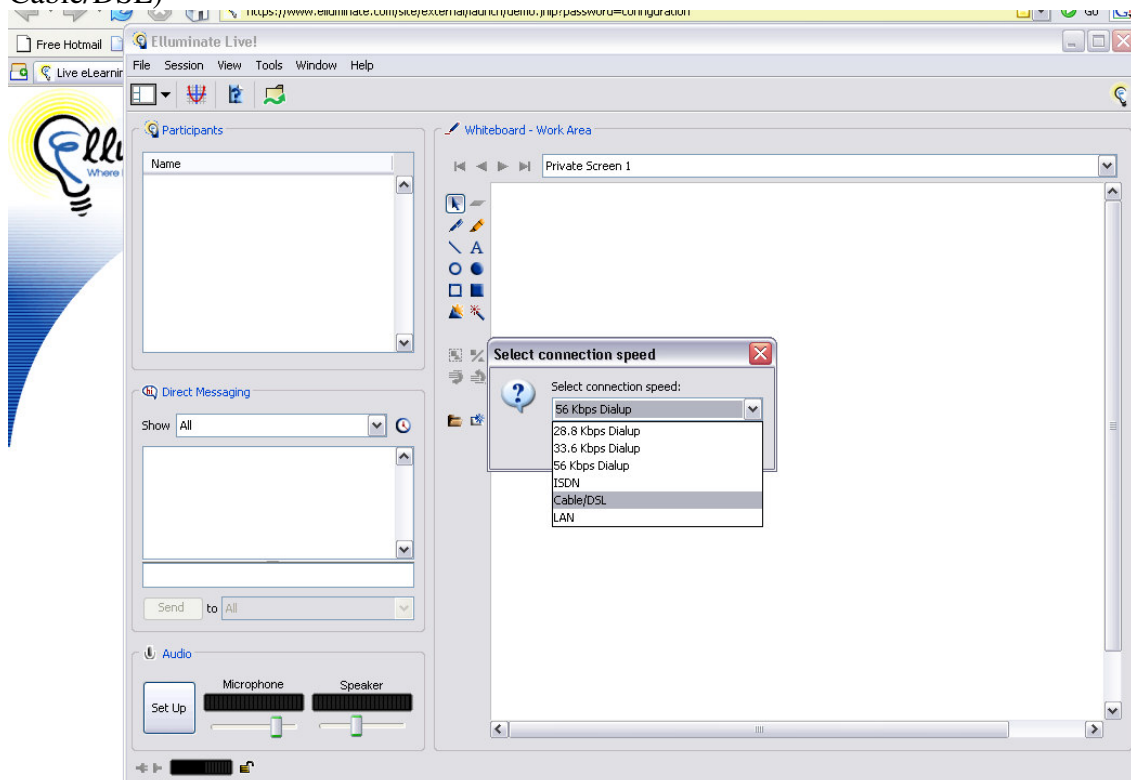 Cable/DSL)
https://www.elluminate.com/site/external/launch/demo.jnlp?password=configuration
Go
Free Hotmail
Elluminate Live!
Live eLearnin
File Session View Tools Window Help
Ellu
Where
Participants
Name
Whiteboard - Work Area
Private Screen 1
A
Select connection speed
Select connection speed:
56 Kbps Dialup
28.8 Kbps Dialup
33.6 Kbps Dialup
56 Kbps Dialup
ISDN
Cable/DSL
LAN
Direct Messaging
Show All
Send to All
Audio
Microphone Speaker
Set Up